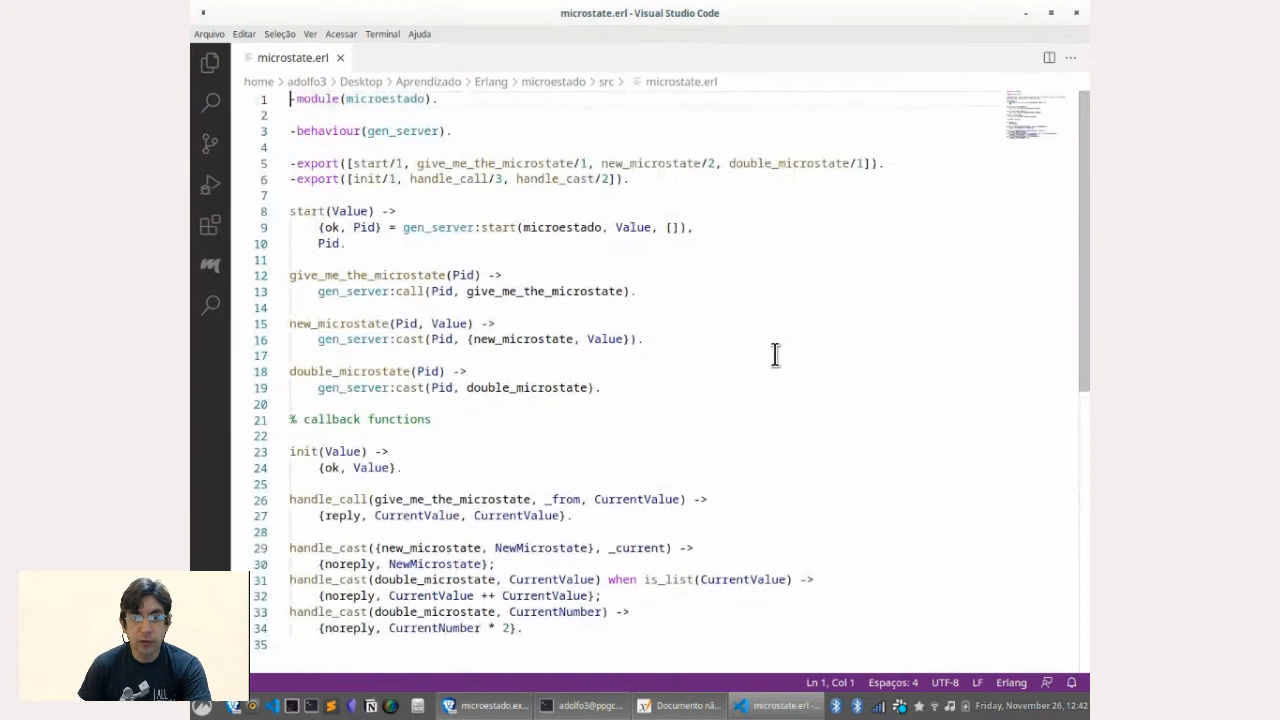 microstate.erl - Visual Studio Code
Arquivo Editar Seleção Ver Acessar Terminal Ajuda
microstate.erl
home > adolfo3 > Desktop > Aprendizado > Erlang > microestado > src > microstate.erl
1 -module(microestado).
2
3 -behaviour(gen_server).
4
5 -export([start/1, give_me_the_microstate/1, new_microstate/2, double_microstate/1]).
6 -export([init/1, handle_call/3, handle_cast/2]).
7
8 start(Value) ->
9 {ok, Pid} = gen_server:start(microestado, Value, []),
10 Pid.
11
12 give_me_the_microstate(Pid) ->
13 gen_server:call(Pid, give_me_the_microstate).
14
15 new_microstate(Pid, Value) ->
16 gen_server:cast(Pid, {new_microstate, Value}).
17
18 double_microstate(Pid) ->
19 gen_server:cast(Pid, double_microstate).
20
21 % callback functions
22
23 init(Value) ->
24 {ok, Value}.
25
26 handle_call(give_me_the_microstate, _from, CurrentValue) ->
27 {reply, CurrentValue, CurrentValue}.
28
29 handle_cast({new_microstate, NewMicrostate}, _current) ->
30 {noreply, NewMicrostate};
31 handle_cast(double_microstate, CurrentValue) when is_list(CurrentValue) ->
32 {noreply, CurrentValue ++ CurrentValue};
33 handle_cast(double_microstate, CurrentNumber) ->
34 {noreply, CurrentNumber * 2}.
35
Ln 1, Col 1 Espaços: 4 UTF-8 LF Erlang
microestado.ex... adolfo3@ppgc... Documento nã... microstate.erl -... Friday, November 26, 12:42